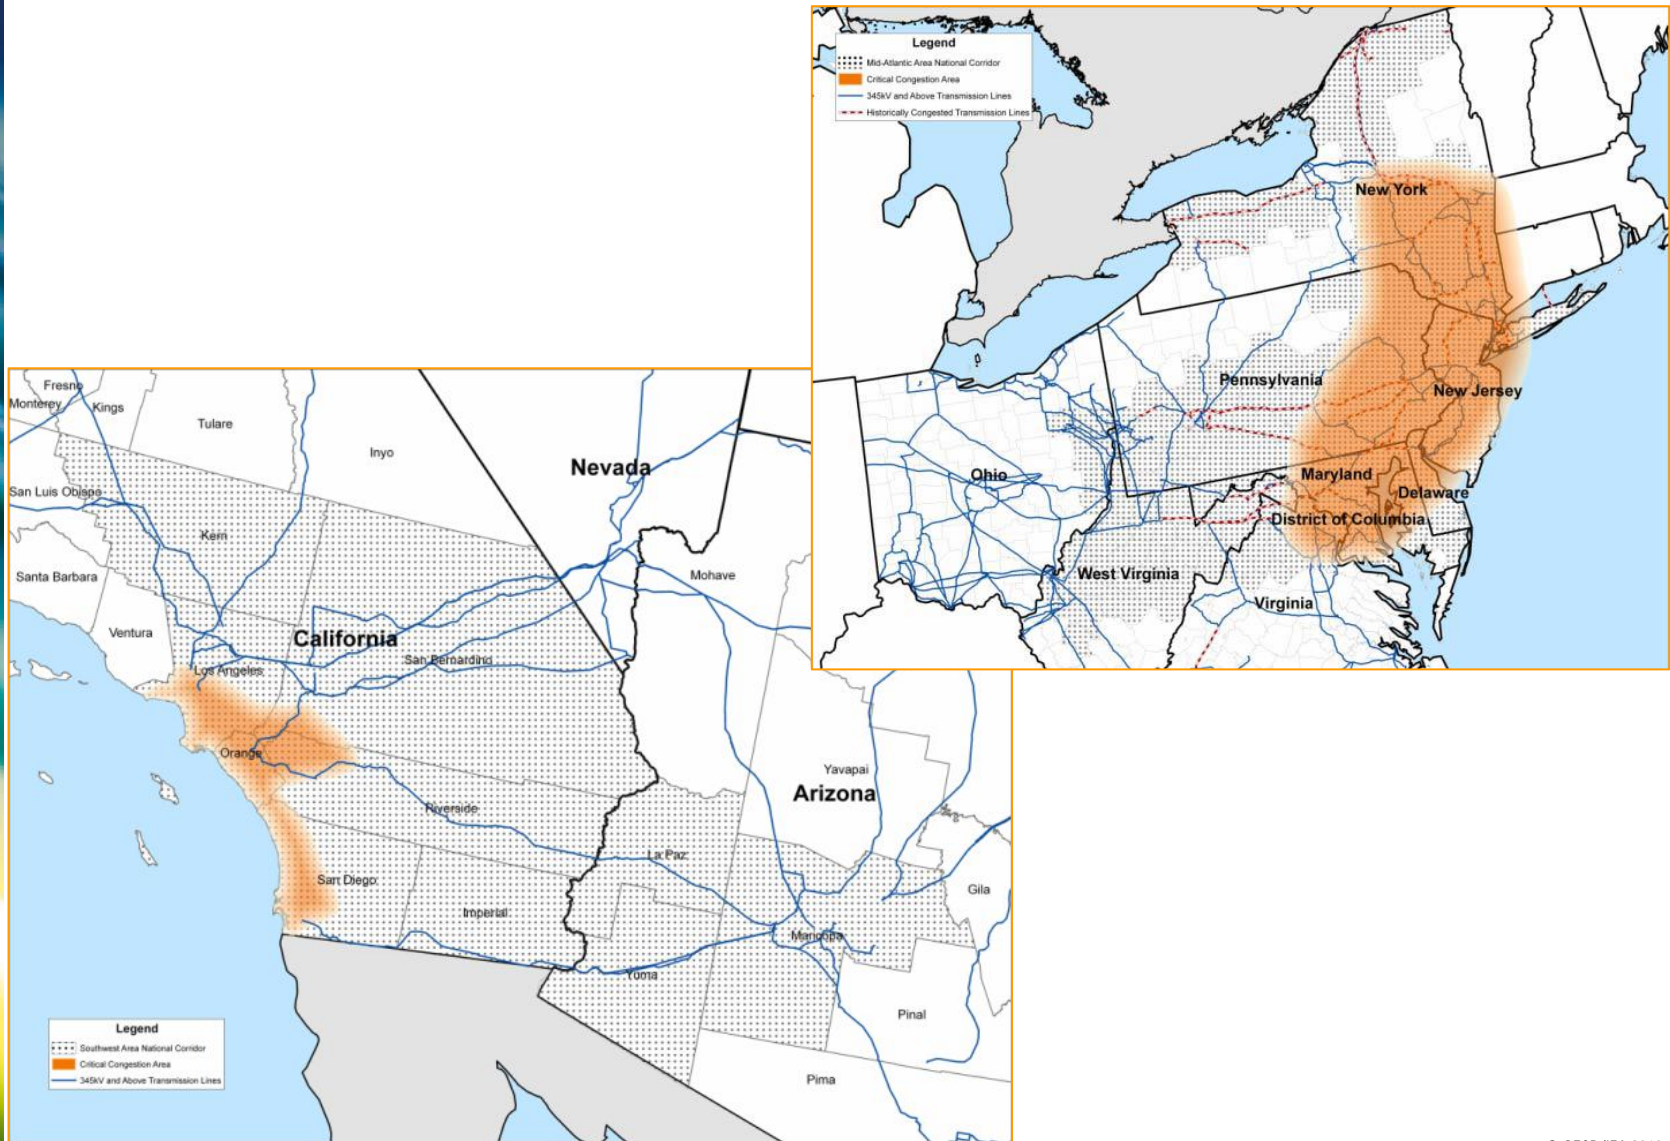 Legend
Mid-Atlantic Area National Corridor
Critical Congestion Area
345kV and Above Transmission Lines
Historically Congested Transmission Lines
New York
Pennsylvania
New Jersey
Ohio
Maryland
Delaware
District of Columbia
West Virginia
Virginia
Fresno
Monterey
Kings
Tulare
Inyo
Nevada
San Luis Obispo
Kern
Santa Barbara
Mohave
Ventura
California
San Bernardino
Los Angeles
Orange
Yavapai
Arizona
Riverside
La Paz
San Diego
Gila
Imperial
Maricopa
Yuma
Pinal
Pima
Legend
Southwest Area National Corridor
Critical Congestion Area
345kV and Above Transmission Lines